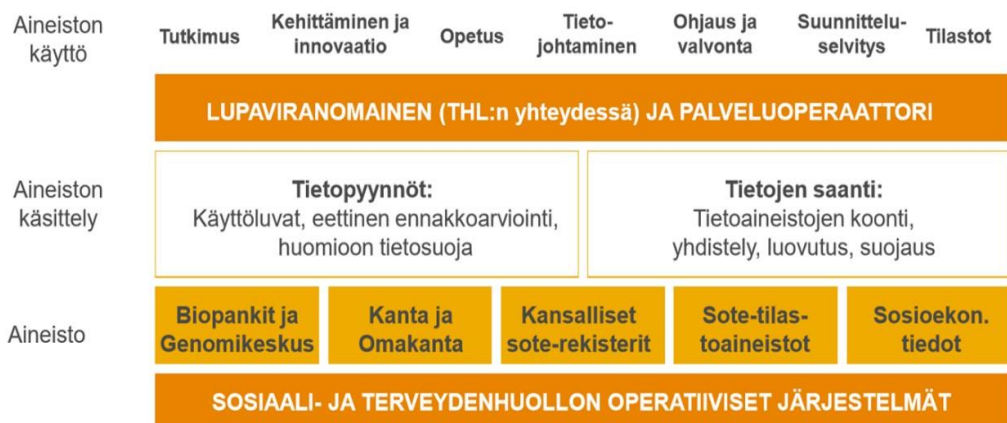 Aineiston
käyttö
Tutkimus
Kehittäminen ja
innovaatio
Opetus
Tieto-
johtaminen
Ohjaus ja
valvonta
Suunnittelu-
selvitys
Tilastot
LUPAVIRANOMAINEN (THL:n yhteydessä) JA PALVELUOPERAATTORI
Aineiston
käsittely
Tietopyynnöt:
Käyttöluvat, eettinen ennakkoarviointi,
huomioon tietosuoja
Tietojen saanti:
Tietoaineistojen koonti,
yhdistely, luovutus, suojaus
Aineisto
Biopankit ja
Genomikeskus
Kanta ja
Omakanta
Kansalliset
sote-rekisterit
Sote-tilas-
toaineistot
Sosioekon.
tiedot
SOSIAALI- JA TERVEYDENHUOLLON OPERATIIVISET JÄRJESTELMÄT